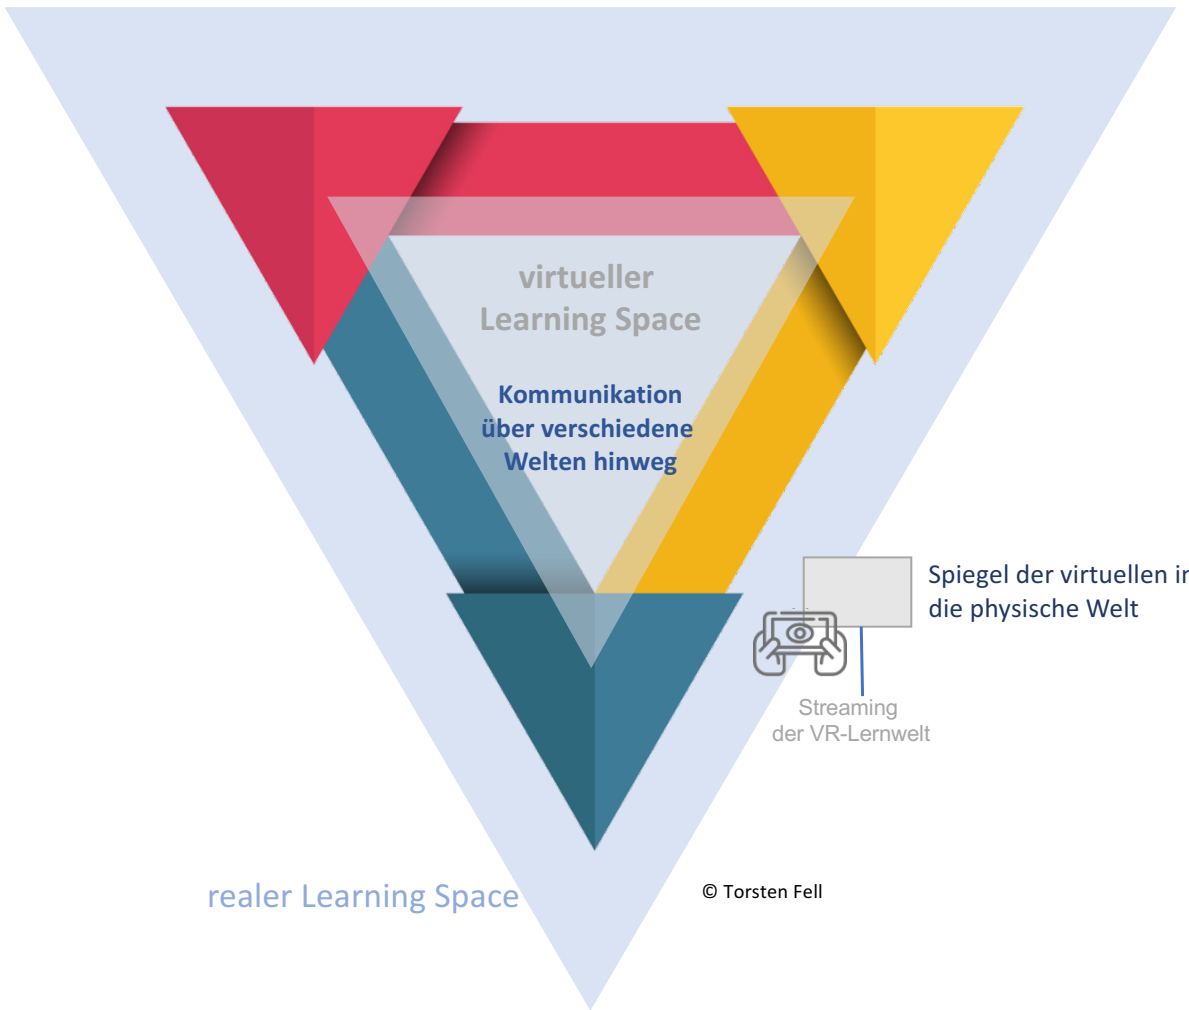 virtueller
Learning Space
Kommunikation
über verschiedene
Welten hinweg
Spiegel der virtuellen in
die physische Welt
Streaming
der VR-Lernwelt
realer Learning Space
© Torsten Fell